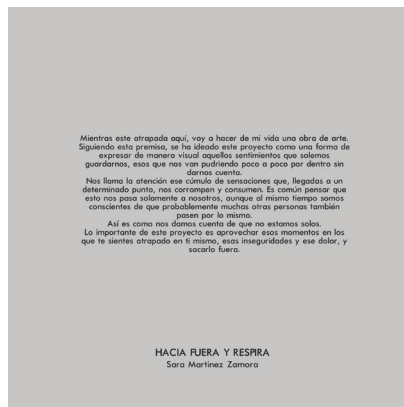 Mientras este atrapada aquí, voy a hacer de mi vida una obra de arte.
Siguiendo esta premisa, se ha ideado este proyecto como una forma de
expresar de manera visual aquellos sentimientos que solemos
guardarnos, esos que nos van pudriendo poco a poco por dentro sin
darnos cuenta.
Nos llama la atención ese cúmulo de sensaciones que, llegadas a un
determinado punto, nos corrompen y consumen. Es común pensar que
esto nos pasa solamente a nosotros, aunque al mismo tiempo somos
conscientes de que probablemente muchas otras personas también
pasen por lo mismo.
Así es como nos damos cuenta de que no estamos solos.
Lo importante de este proyecto es aprovechar esos momentos en los
que te sientes atrapado en ti mismo, esas inseguridades y ese dolor, y
sacarlo fuera.
HACIA FUERA Y RESPIRA
Sara Martinez Zamora